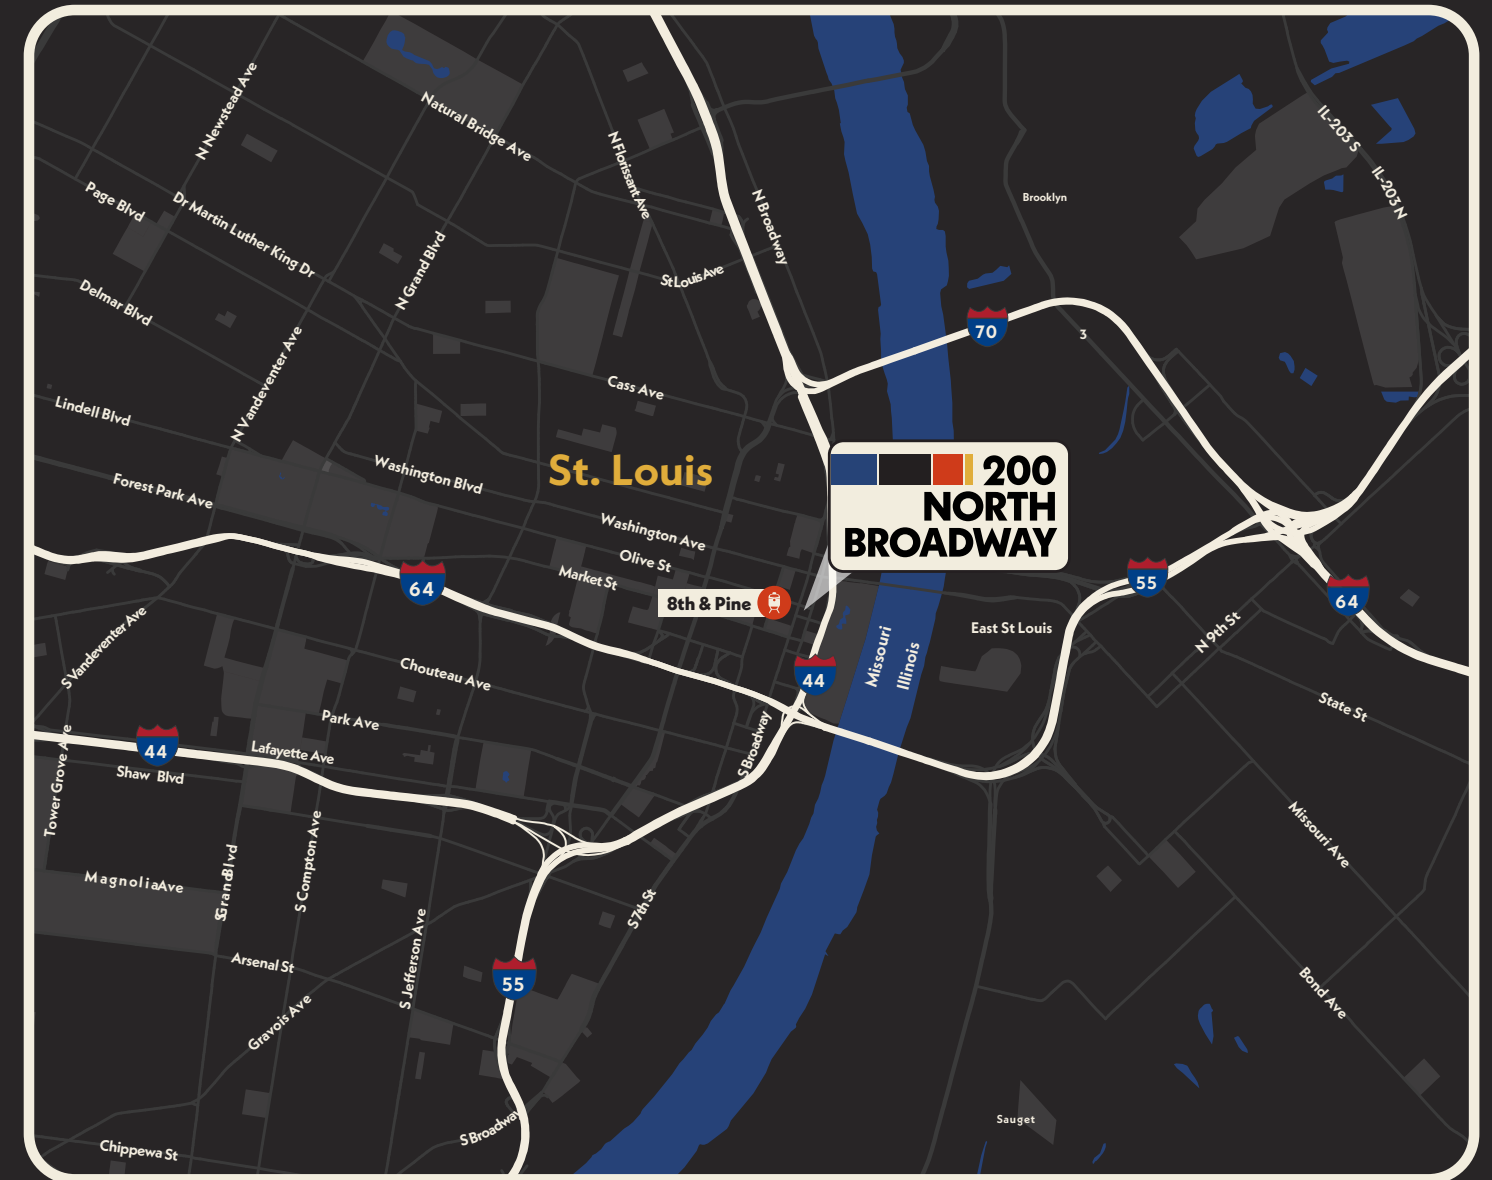 N Newstead Ave
Natural Bridge Ave
IL-203 S
N Florissant Ave
IL-203 N
Page Blvd
Dr Martin Luther King Dr
N Broadway
Brooklyn
N Grand Blvd
St Louis Ave
Delmar Blvd
70
3
N Vandeventer Ave
Cass Ave
Lindell Blvd
Washington Blvd
St. Louis
200
NORTH
BROADWAY
Forest Park Ave
Washington Ave
Olive St
Market St
64
55
64
8th & Pine
S Vandeventer Ave
Missouri
Illinois
East St Louis
N 9th St
Chouteau Ave
44
State St
Park Ave
44
Lafayette Ave
S Broadway
Shaw Blvd
Tower Grove Ave
Missouri Ave
Magnolia Ave
S Grand Blvd
S Compton Ave
S 7th St
S Jefferson Ave
Arsenal St
55
Gravois Ave
Bond Ave
S Broadway
Sauget
Chippewa St